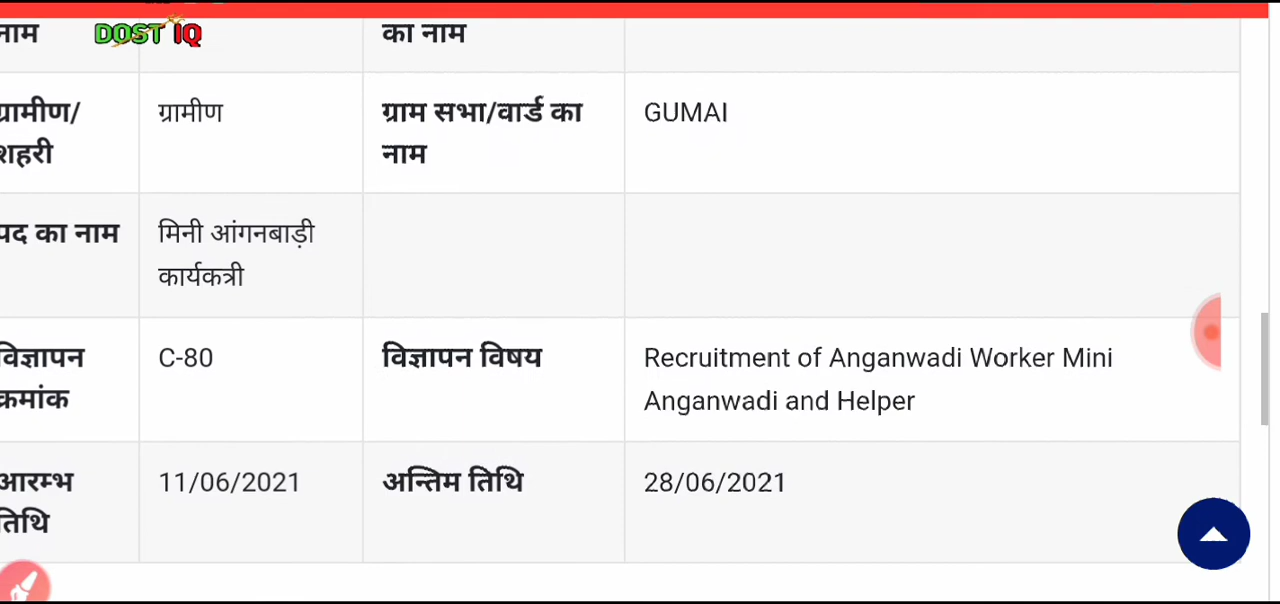 नाम
DOST IQ
का नाम
ग्रामीण/
शहरी
ग्रामीण
ग्राम सभा/वार्ड का
नाम
GUMAI
पद का नाम
मिनी आंगनबाड़ी
कार्यकत्री
विज्ञापन
क्रमांक
C-80
विज्ञापन विषय
Recruitment of Anganwadi Worker Mini
Anganwadi and Helper
आरम्भ
तिथि
11/06/2021
अन्तिम तिथि
28/06/2021